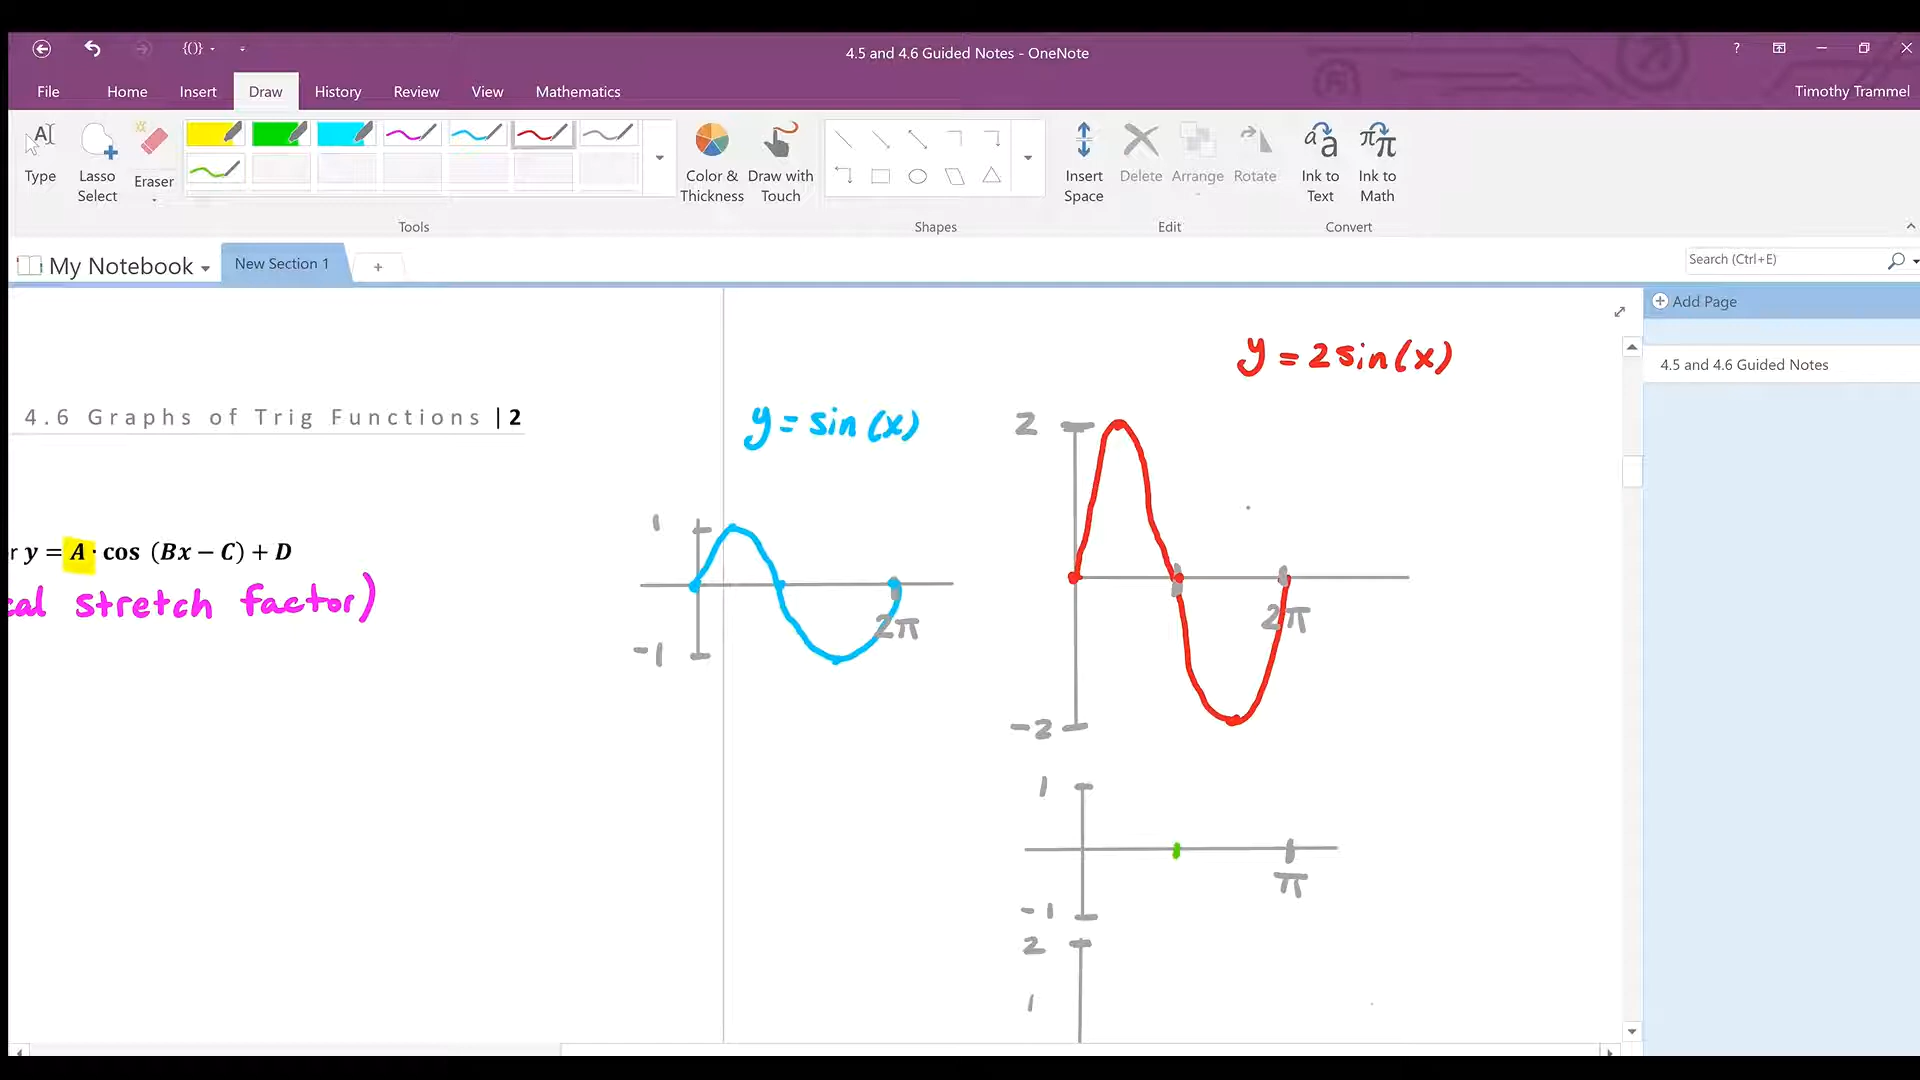 4.5 and 4.6 Guided Notes - OneNote
?
File Home Insert Draw History Review View Mathematics
Timothy Trammel
Type
Lasso Select
Eraser
Color & Thickness
Draw with Touch
Insert Space
Delete
Arrange
Rotate
Ink to Text
Ink to Math
Tools
Shapes
Edit
Convert
My Notebook
New Section 1
+
Search (Ctrl+E)
Add Page
4.5 and 4.6 Guided Notes
4.6 Graphs of Trig Functions | 2
y = sin(x)
y = 2 sin(x)
r y = A · cos (Bx − C) + D
cal stretch factor)
1
-1
2π
2
-2
2π
1
-1
π
2
1